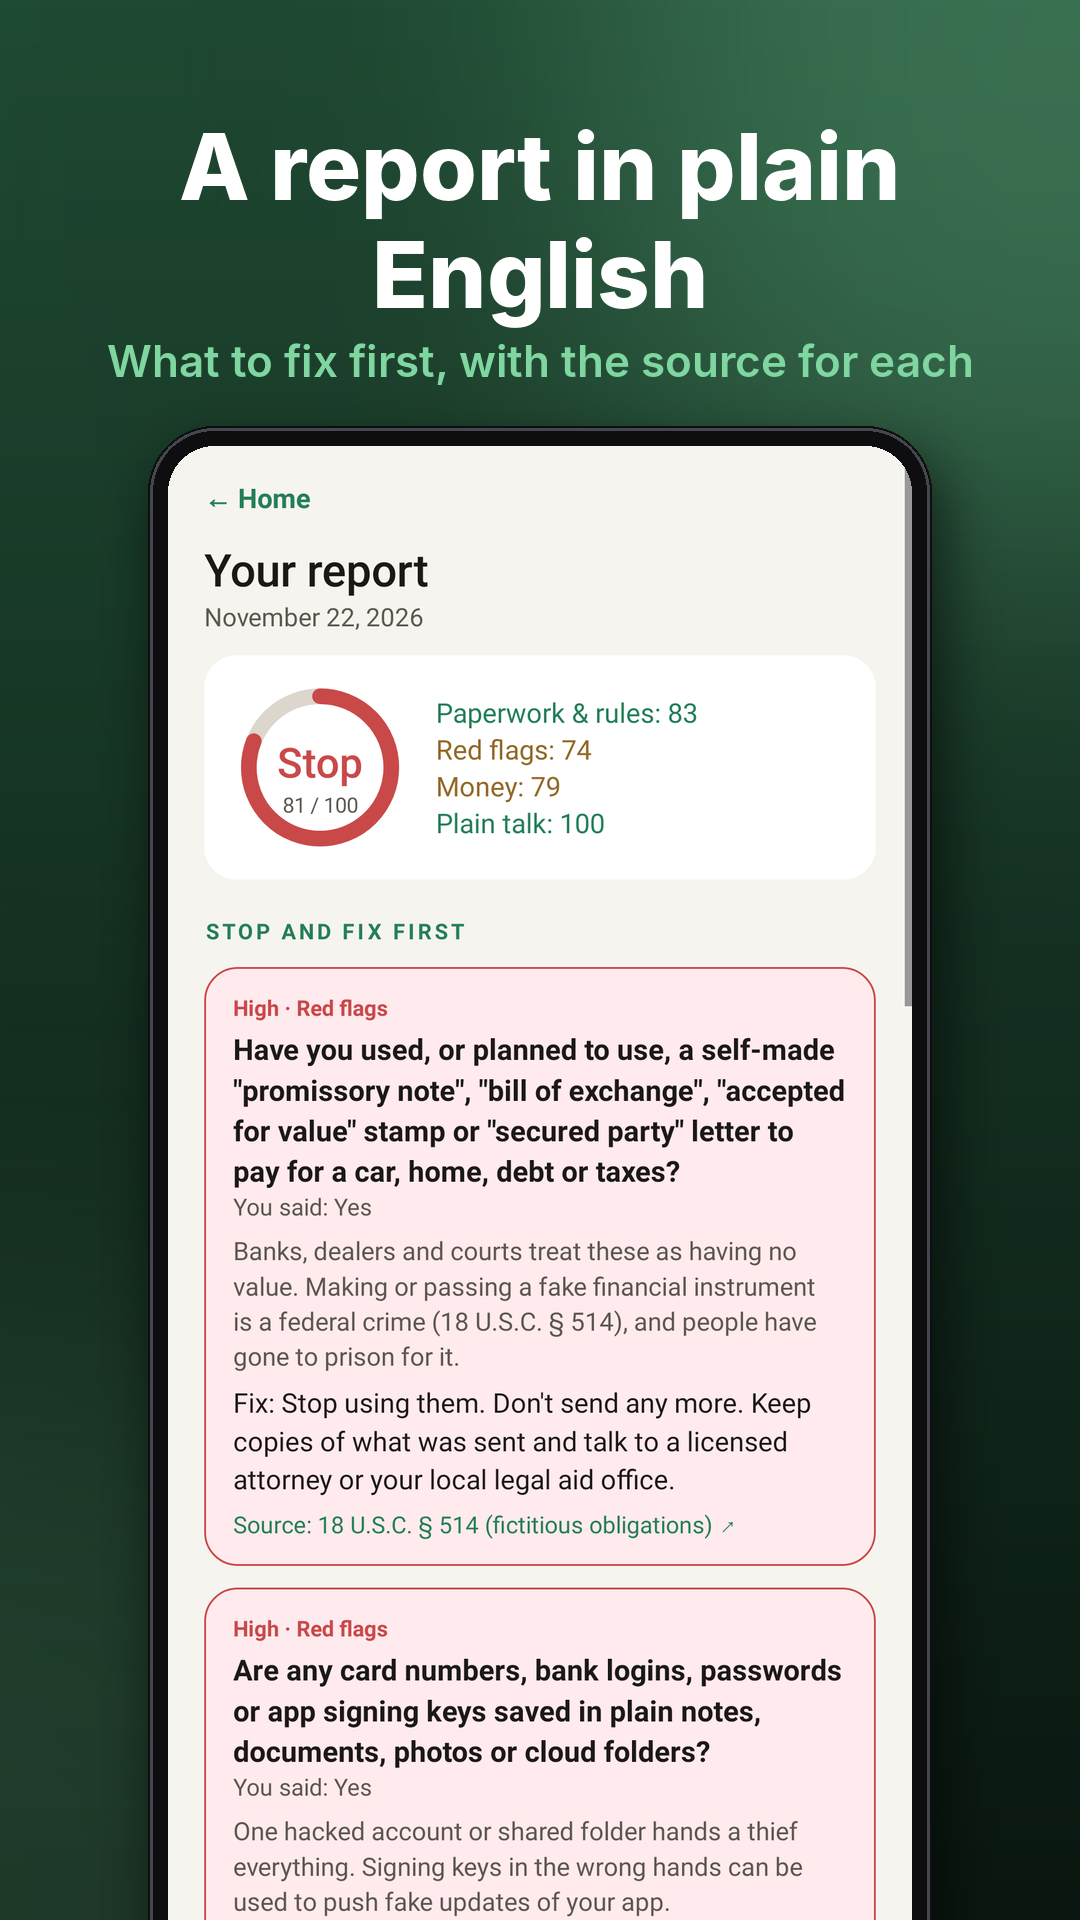 A report in plain
English
What to fix first, with the source for each
← Home
Your report
November 22, 2026
Stop
81 / 100
Paperwork & rules: 83
Red flags: 74
Money: 79
Plain talk: 100
STOP AND FIX FIRST
High · Red flags
Have you used, or planned to use, a self-made
"promissory note", "bill of exchange", "accepted
for value" stamp or "secured party" letter to
pay for a car, home, debt or taxes?
You said: Yes
Banks, dealers and courts treat these as having no
value. Making or passing a fake financial instrument
is a federal crime (18 U.S.C. § 514), and people have
gone to prison for it.
Fix: Stop using them. Don't send any more. Keep
copies of what was sent and talk to a licensed
attorney or your local legal aid office.
Source: 18 U.S.C. § 514 (fictitious obligations) ↗
High · Red flags
Are any card numbers, bank logins, passwords
or app signing keys saved in plain notes,
documents, photos or cloud folders?
You said: Yes
One hacked account or shared folder hands a thief
everything. Signing keys in the wrong hands can be
used to push fake updates of your app.